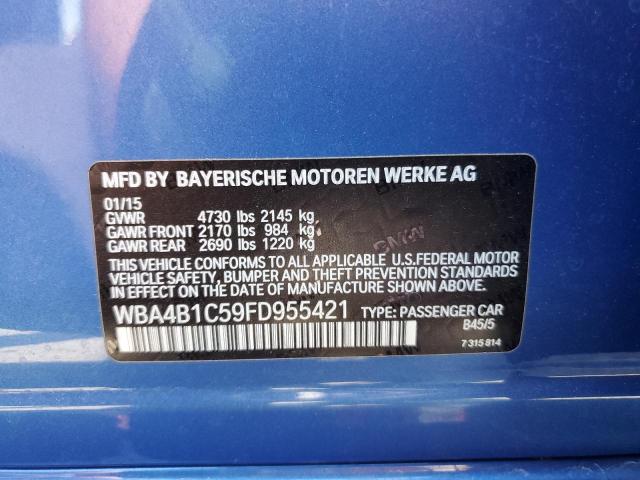 MFD BY BAYERISCHE MOTOREN WERKE AG
01/15
GVWR 4730 lbs 2145 kg
GAWR FRONT 2170 lbs 984 kg
GAWR REAR 2690 lbs 1220 kg
THIS VEHICLE CONFORMS TO ALL APPLICABLE U.S.FEDERAL MOTOR
VEHICLE SAFETY, BUMPER AND THEFT PREVENTION STANDARDS
IN EFFECT ON THE DATE OF MANUFACTURE SHOWN ABOVE.
WBA4B1C59FD955421 TYPE: PASSENGER CAR
B45/5
7 315 814